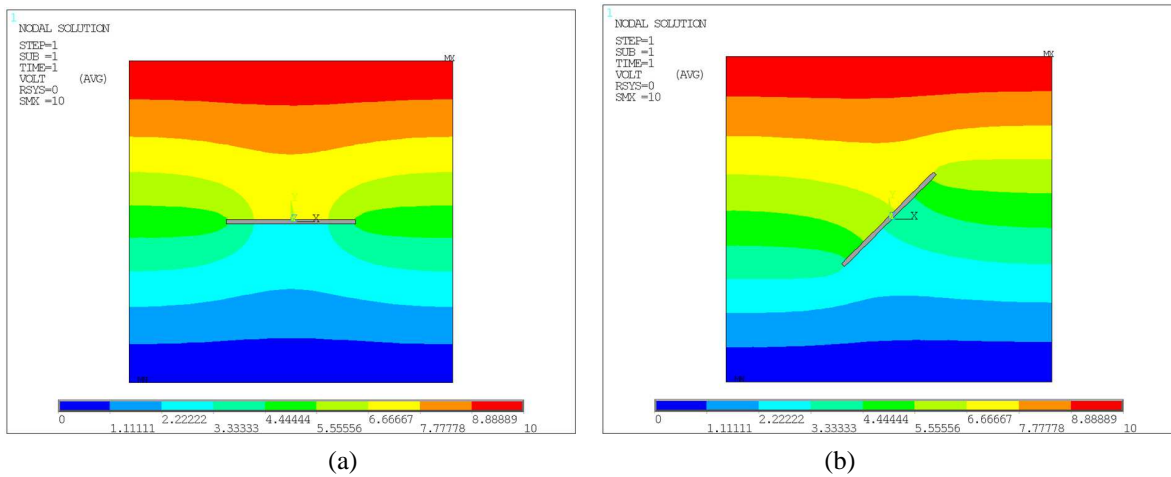 1
NODAL SOLUTION
STEP=1
SUB =1
TIME=1
VOLT (AVG)
RSYS=0
SMX =10
MX
X
0
1.11111
2.22222
3.33333
4.44444
5.55556
6.66667
7.77778
8.88889
10
(a)
1
NODAL SOLUTION
STEP=1
SUB =1
TIME=1
VOLT (AVG)
RSYS=0
SMX =10
MX
X
0
1.11111
2.22222
3.33333
4.44444
5.55556
6.66667
7.77778
8.88889
10
(b)